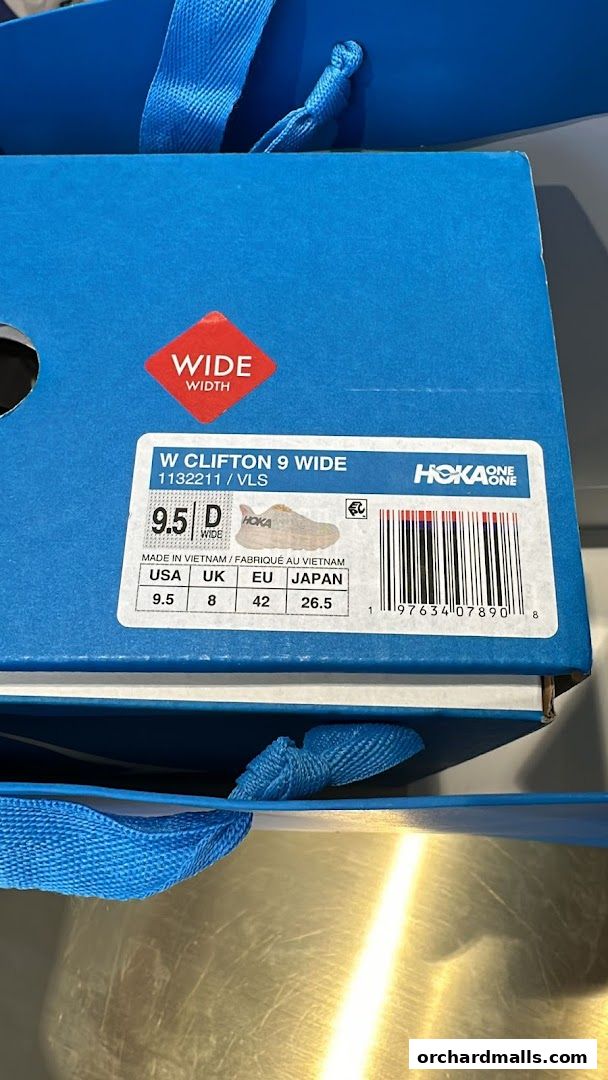 WIDE
WIDTH
W CLIFTON 9 WIDE
1132211 / VLS
HOKA ONE ONE
9.5 D WIDE
HOKA
MADE IN VIETNAM / FABRIQUÉ AU VIETNAM
USA UK EU JAPAN
9.5 8 42 26.5
1 97634 07890 8
orchardmalls.com